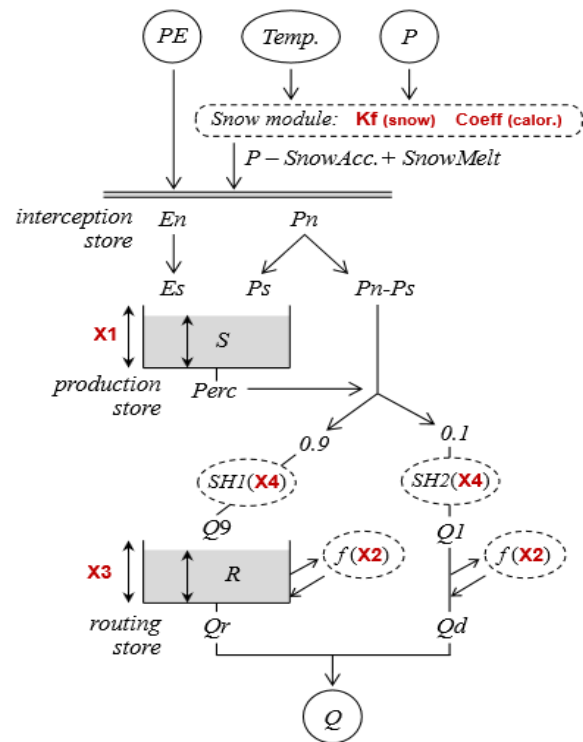 PE Temp. P
Snow module: Kf (snow) Coeff (calor.)
P – SnowAcc. + SnowMelt
interception
store
En Pn
Es Ps Pn-Ps
X1
S
production
store
Perc
0.9 0.1
SH1(X4) SH2(X4)
Q9 Q1
X3
R
f(X2) f(X2)
routing
store
Qr Qd
Q